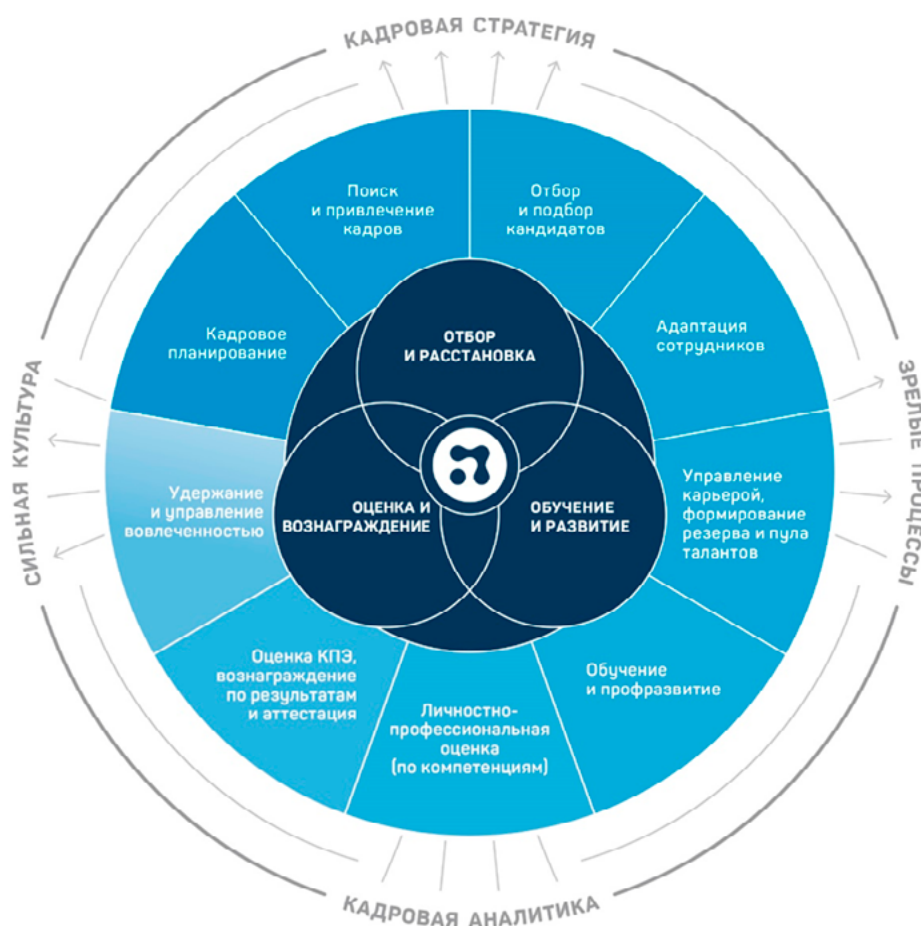 КАДРОВАЯ СТРАТЕГИЯ
Поиск
и привлечение
кадров
Отбор
и подбор
кандидатов
Кадровое
планирование
ОТБОР
И РАССТАНОВКА
Адаптация
сотрудников
СИЛЬНАЯ КУЛЬТУРА
ЗРЕЛЫЕ ПРОЦЕССЫ
Удержание
и управление
вовлеченностью
ОЦЕНКА И
ВОЗНАГРАЖДЕНИЕ
ОБУЧЕНИЕ
И РАЗВИТИЕ
Управление
карьерой,
формирование
резерва и пула
талантов
Оценка КПЭ,
вознаграждение
по результатам
и аттестация
Личностно-
профессиональная
оценка
(по компетенциям)
Обучение
и профразвитие
КАДРОВАЯ АНАЛИТИКА